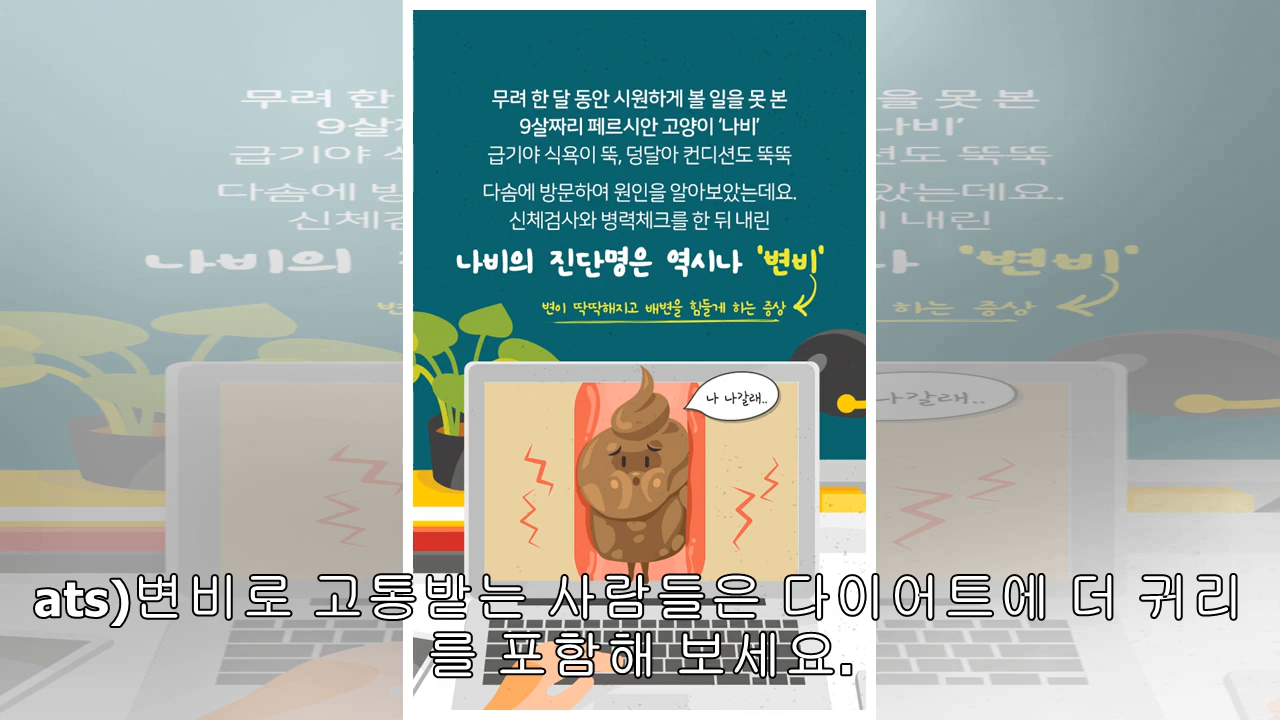 무려 한 달 동안 시원하게 볼 일을 못 본
9살짜리 페르시안 고양이 ‘나비’
급기야 식욕이 뚝, 덩달아 컨디션도 뚝뚝
다솜에 방문하여 원인을 알아보았는데요.
신체검사와 병력체크를 한 뒤 내린
나비의 진단명은 역시나 '변비'
변이 딱딱해지고 배변을 힘들게 하는 증상
나 나갈래..
ats)변비로 고통받는 사람들은 다이어트에 더 귀리
를 포함해 보세요.